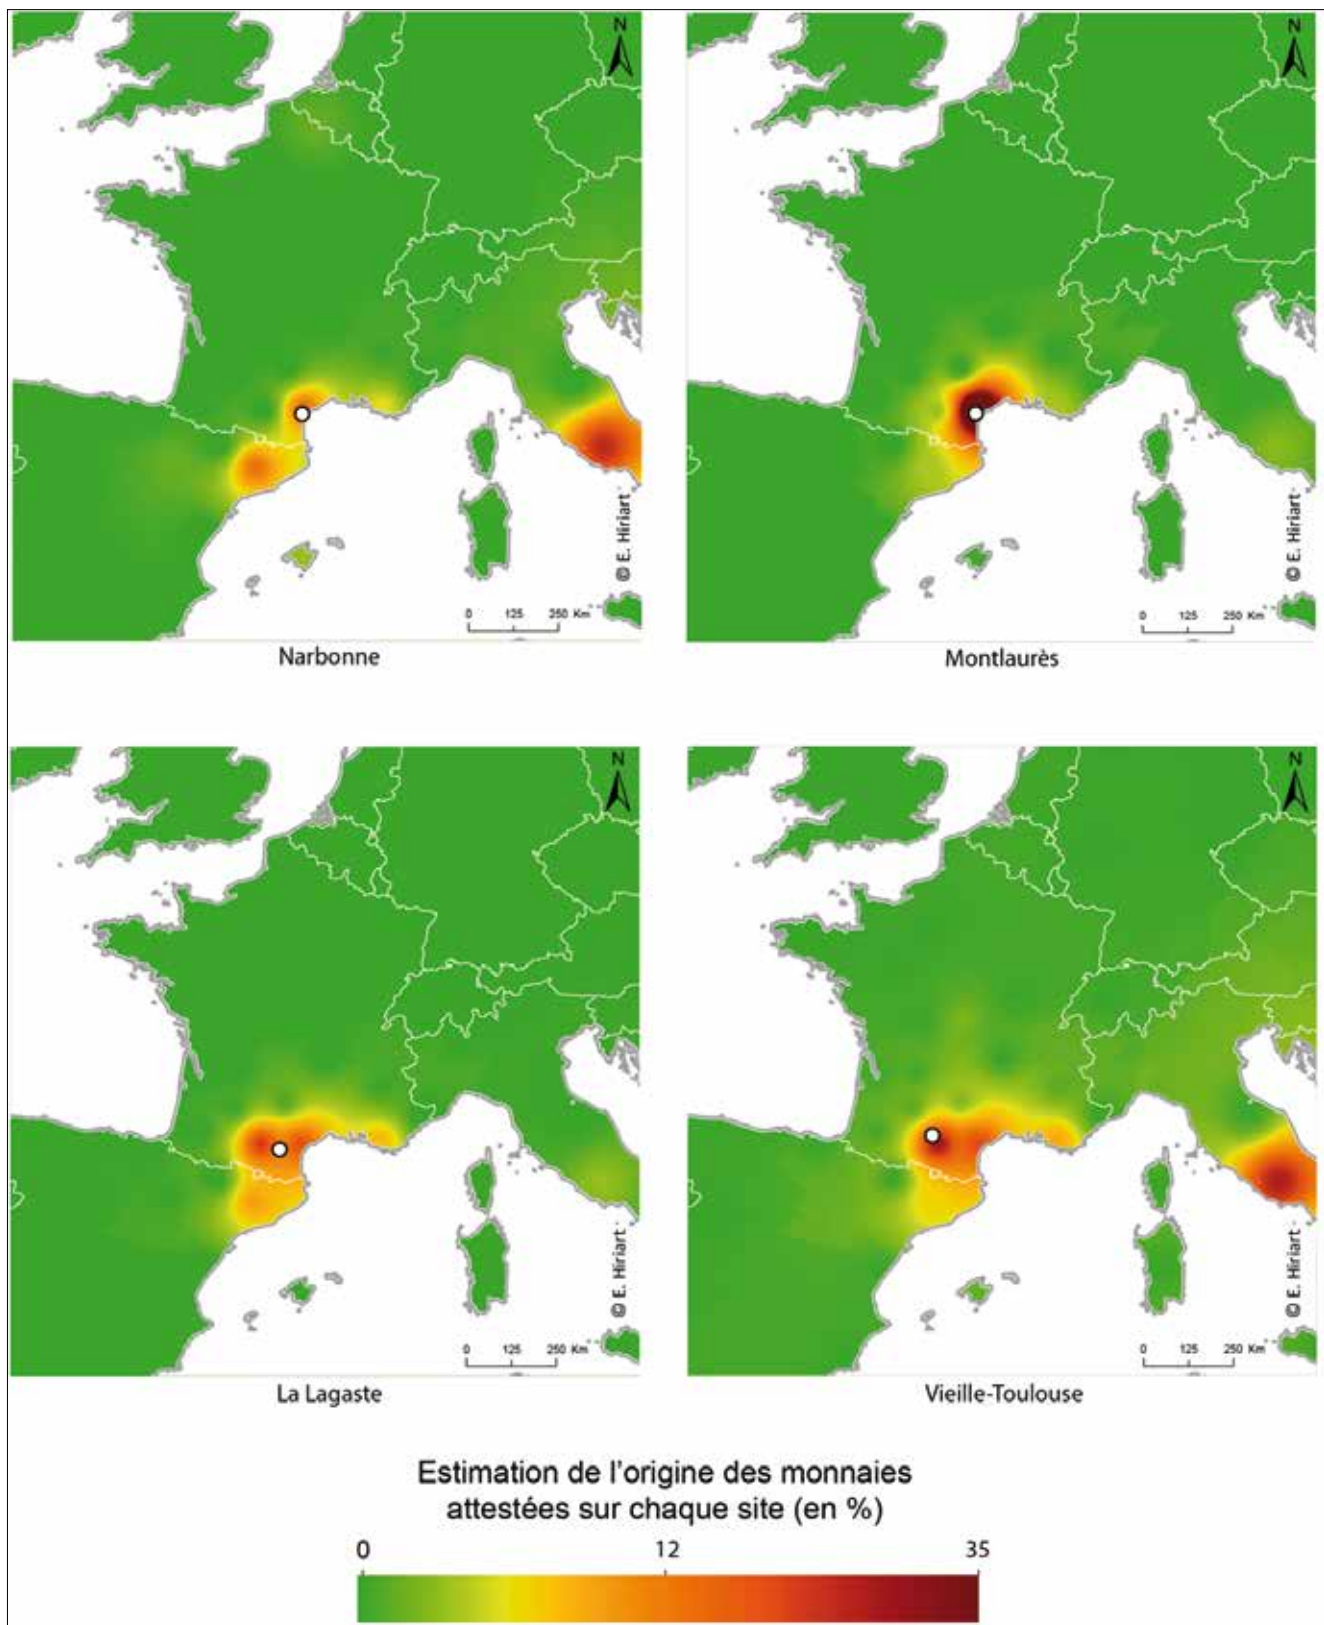 N
© E. Hiriart
0 125 250 Km
Narbonne
N
© E. Hiriart
0 125 250 Km
Montlaurès
N
© E. Hiriart
0 125 250 Km
La Lagaste
N
© E. Hiriart
0 125 250 Km
Vieille-Toulouse
Estimation de l'origine des monnaies
attestées sur chaque site (en %)
0 12 35